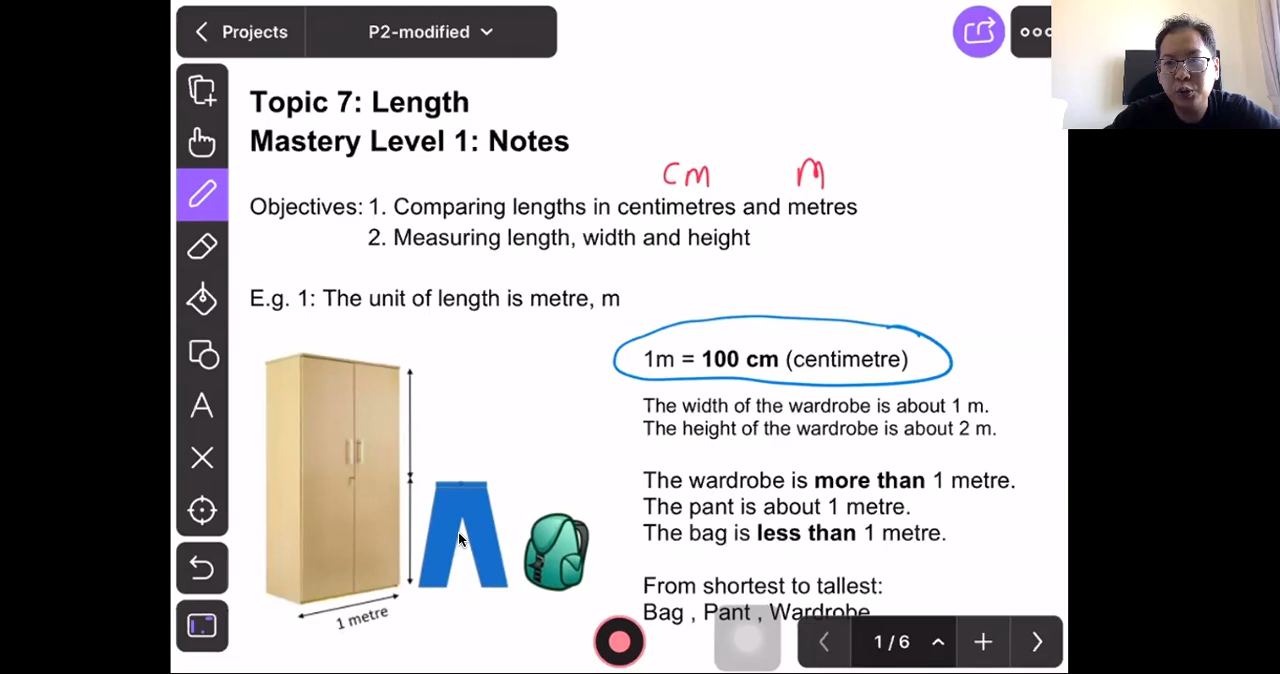 Projects
P2-modified
Topic 7: Length
Mastery Level 1: Notes
cm m
Objectives: 1. Comparing lengths in centimetres and metres
2. Measuring length, width and height
E.g. 1: The unit of length is metre, m
1m = 100 cm (centimetre)
The width of the wardrobe is about 1 m.
The height of the wardrobe is about 2 m.
The wardrobe is more than 1 metre.
The pant is about 1 metre.
The bag is less than 1 metre.
From shortest to tallest:
Bag , Pant , Wardrobe
1 metre
1 / 6